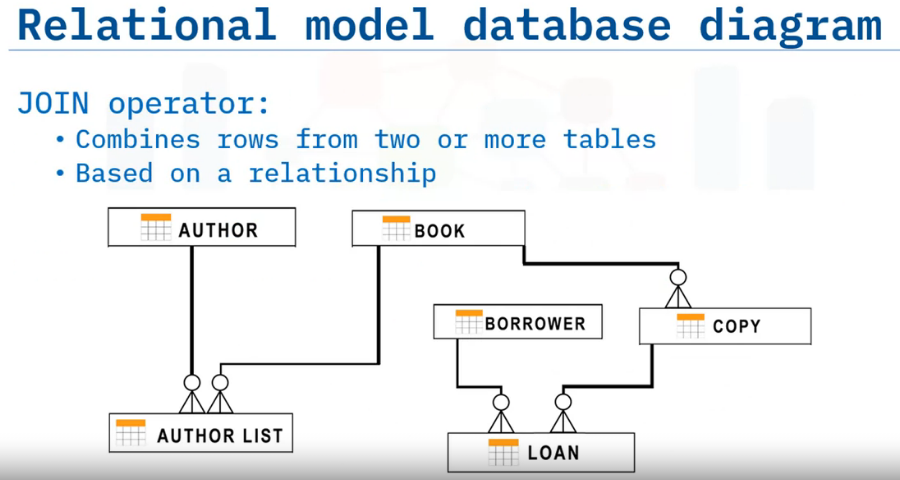 Relational model database diagram
JOIN operator:
• Combines rows from two or more tables
• Based on a relationship
AUTHOR
BOOK
BORROWER
COPY
AUTHOR LIST
LOAN